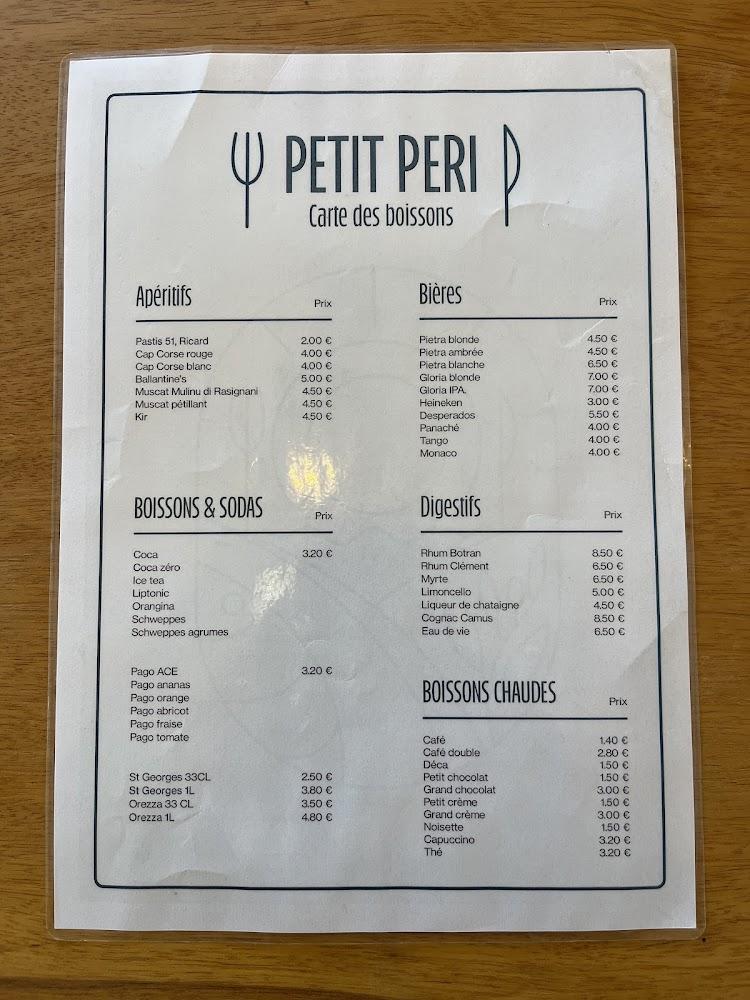 PETIT PERI
Carte des boissons
Apéritifs Prix
Pastis 51, Ricard 2.00 €
Cap Corse rouge 4.00 €
Cap Corse blanc 4.00 €
Ballantine's 5.00 €
Muscat Mulinu di Rasignani 4.50 €
Muscat pétillant 4.50 €
Kir 4.50 €
BOISSONS & SODAS Prix
Coca 3.20 €
Coca zéro
Ice tea
Liptonic
Orangina
Schweppes
Schweppes agrumes
Pago ACE 3.20 €
Pago ananas
Pago orange
Pago abricot
Pago fraise
Pago tomate
St Georges 33CL 2.50 €
St Georges 1L 3.80 €
Orezza 33 CL 3.50 €
Orezza 1L 4.80 €
Bières Prix
Pietra blonde 4.50 €
Pietra ambrée 4.50 €
Pietra blanche 6.50 €
Gloria blonde 7.00 €
Gloria IPA. 7.00 €
Heineken 3.00 €
Desperados 5.50 €
Panaché 4.00 €
Tango 4.00 €
Monaco 4.00 €
Digestifs Prix
Rhum Botran 8.50 €
Rhum Clément 6.50 €
Myrte 6.50 €
Limoncello 5.00 €
Liqueur de chataigne 4.50 €
Cognac Camus 8.50 €
Eau de vie 6.50 €
BOISSONS CHAUDES Prix
Café 1.40 €
Café double 2.80 €
Déca 1.50 €
Petit chocolat 1.50 €
Grand chocolat 3.00 €
Petit crème 1.50 €
Grand crème 3.00 €
Noisette 1.50 €
Capuccino 3.20 €
Thé 3.20 €